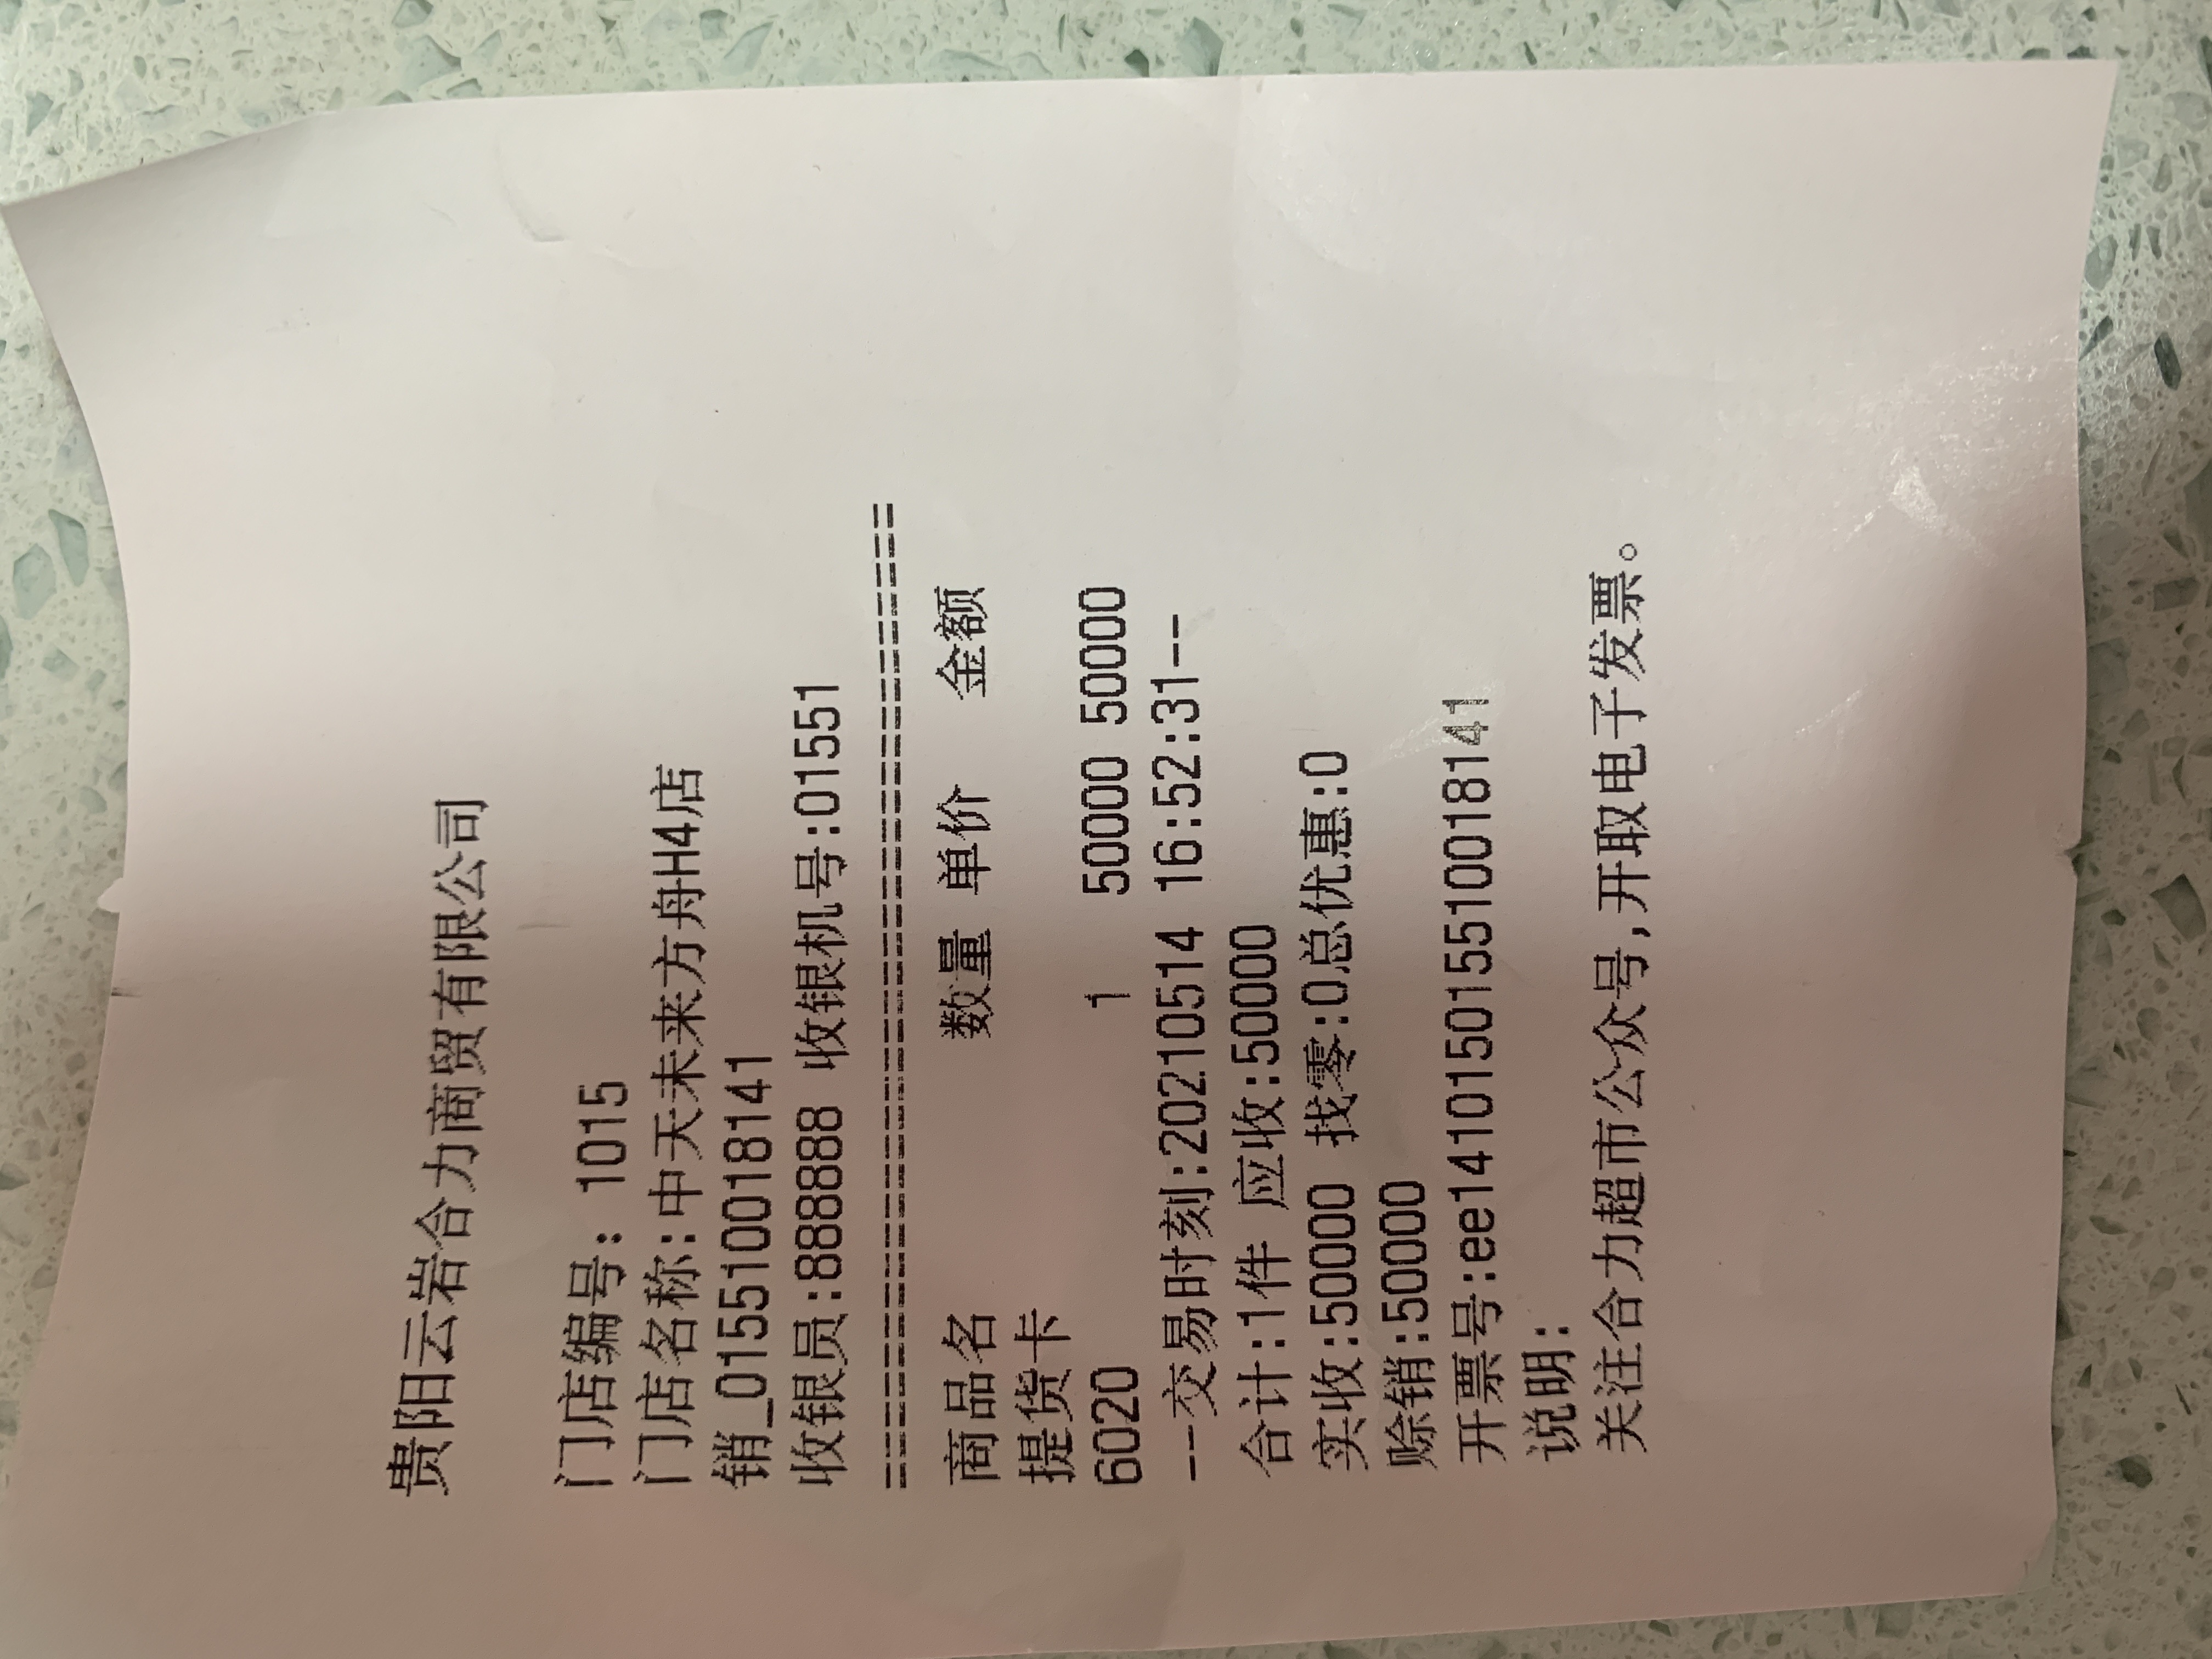 贵阳云岩合力商贸有限公司
门店编号: 1015
门店名称:中天未来方舟H4店
销_015510018141
收银员:888888 收银机号:01551
==================================
商品名 数量 单价 金额
提货卡
6020 1 50000 50000
--交易时刻:20210514 16:52:31--
合计:1件 应收:50000
实收:50000 找零:0总优惠:0
赊销:50000
开票号:ee141015015510018141
说明:
关注合力超市公众号,开取电子发票。